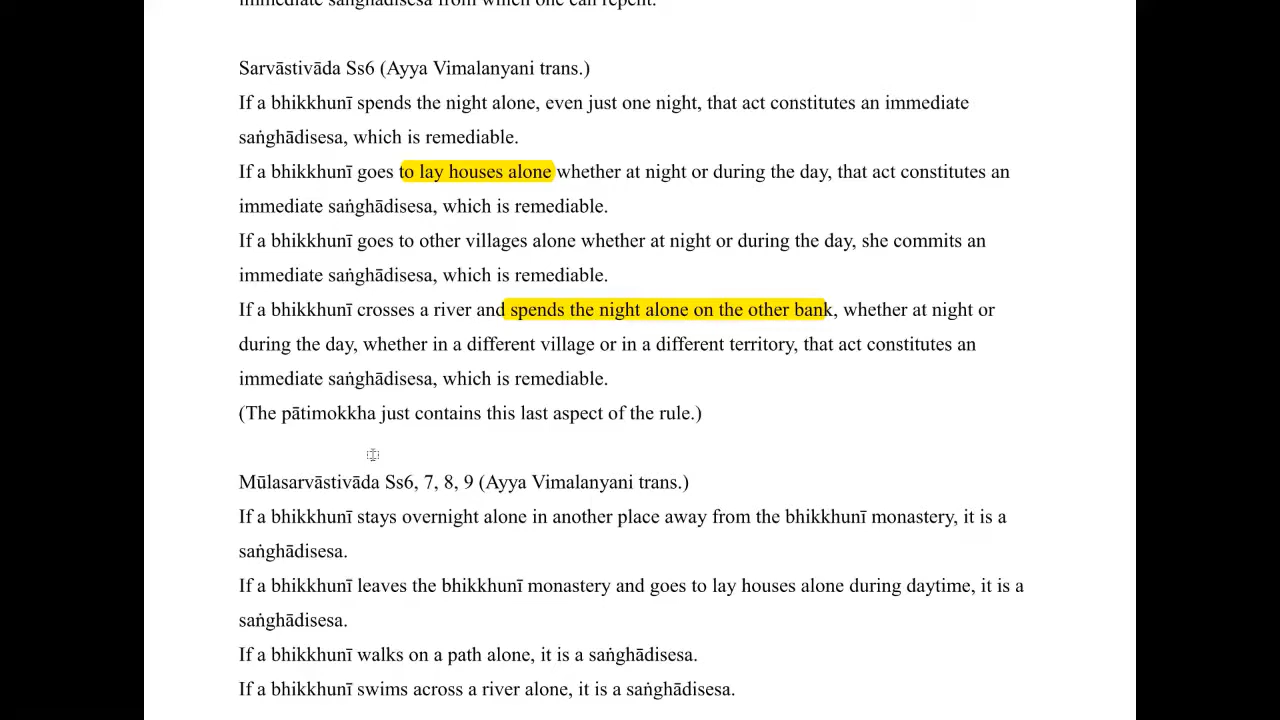 immediate saṅghādisesa from which one can repent.
Sarvāstivāda Ss6 (Ayya Vimalanyani trans.)
If a bhikkhunī spends the night alone, even just one night, that act constitutes an immediate
saṅghādisesa, which is remediable.
If a bhikkhunī goes to lay houses alone whether at night or during the day, that act constitutes an
immediate saṅghādisesa, which is remediable.
If a bhikkhunī goes to other villages alone whether at night or during the day, she commits an
immediate saṅghādisesa, which is remediable.
If a bhikkhunī crosses a river and spends the night alone on the other bank, whether at night or
during the day, whether in a different village or in a different territory, that act constitutes an
immediate saṅghādisesa, which is remediable.
(The pātimokkha just contains this last aspect of the rule.)
Mūlasarvāstivāda Ss6, 7, 8, 9 (Ayya Vimalanyani trans.)
If a bhikkhunī stays overnight alone in another place away from the bhikkhunī monastery, it is a
saṅghādisesa.
If a bhikkhunī leaves the bhikkhunī monastery and goes to lay houses alone during daytime, it is a
saṅghādisesa.
If a bhikkhunī walks on a path alone, it is a saṅghādisesa.
If a bhikkhunī swims across a river alone, it is a saṅghādisesa.